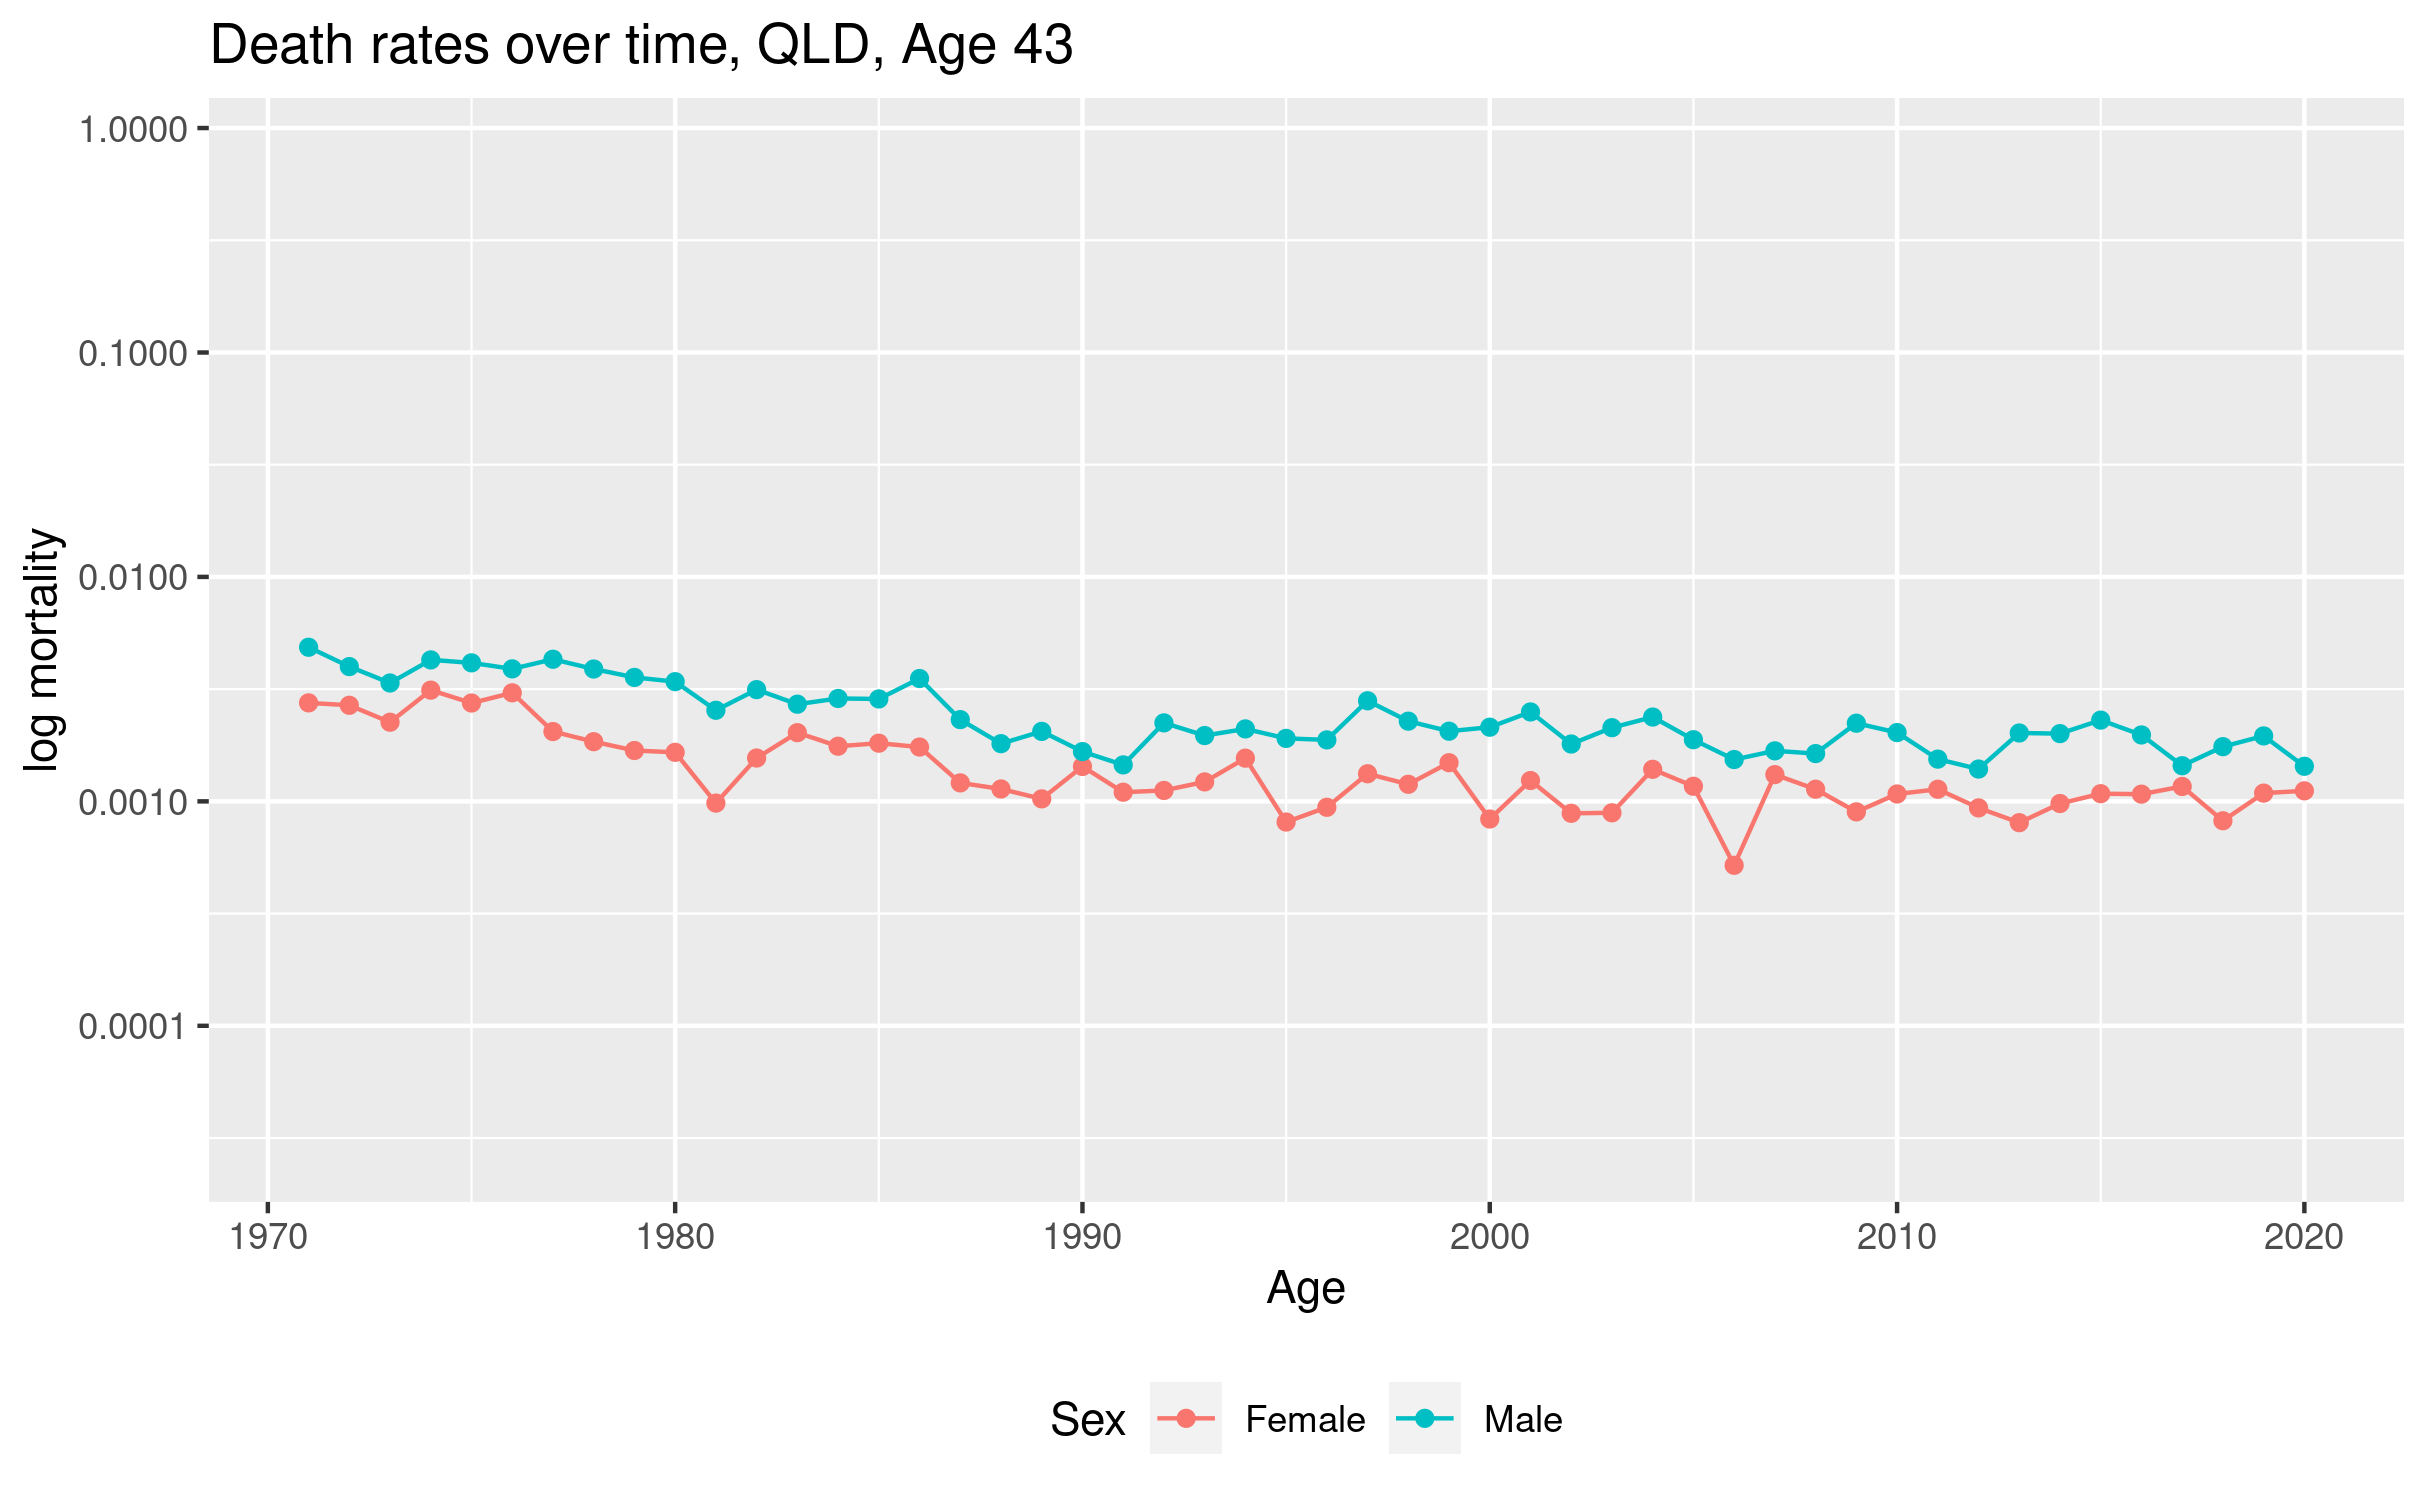 Death rates over time, QLD, Age 43
log mortality
1.0000
0.1000
0.0100
0.0010
0.0001
1970 1980 1990 2000 2010 2020
Age
Sex Female Male